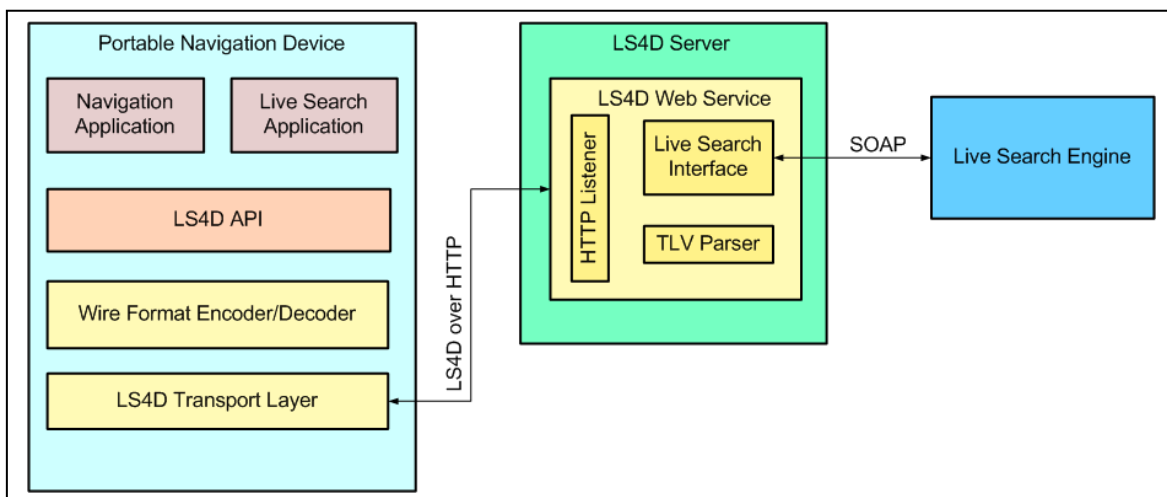 Portable Navigation Device
Navigation
Application
Live Search
Application
LS4D API
Wire Format Encoder/Decoder
LS4D Transport Layer
LS4D over HTTP
LS4D Server
LS4D Web Service
HTTP Listener
Live Search
Interface
TLV Parser
SOAP
Live Search Engine